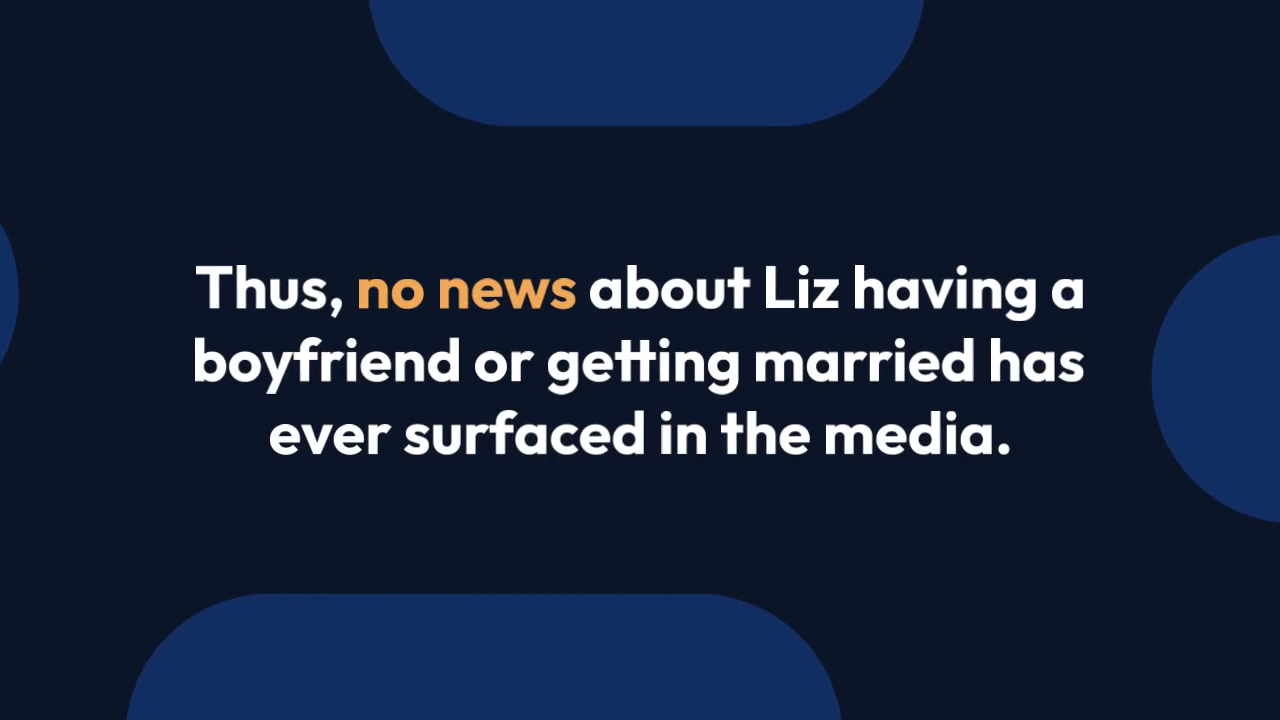 Thus, no news about Liz having a
boyfriend or getting married has
ever surfaced in the media.